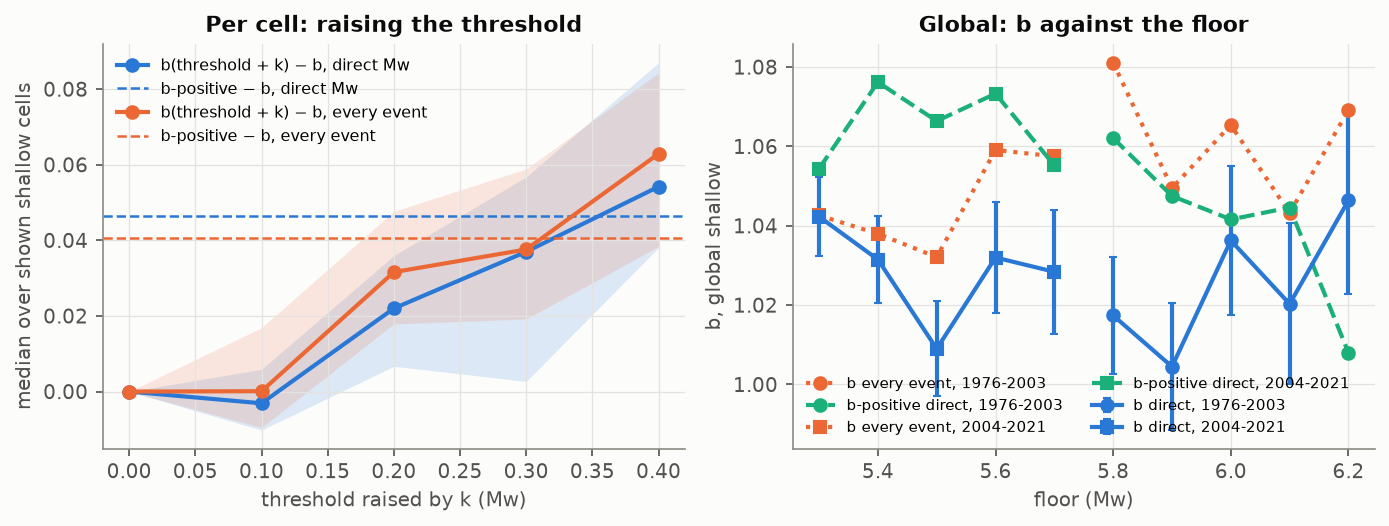 Per cell: raising the threshold
b(threshold + k) − b, direct Mw
b-positive − b, direct Mw
b(threshold + k) − b, every event
b-positive − b, every event
median over shown shallow cells
0.08
0.06
0.04
0.02
0.00
0.00 0.05 0.10 0.15 0.20 0.25 0.30 0.35 0.40
threshold raised by k (Mw)
Global: b against the floor
b, global shallow
1.08
1.06
1.04
1.02
1.00
b every event, 1976-2003
b-positive direct, 1976-2003
b every event, 2004-2021
b-positive direct, 2004-2021
b direct, 1976-2003
b direct, 2004-2021
5.4 5.6 5.8 6.0 6.2
floor (Mw)